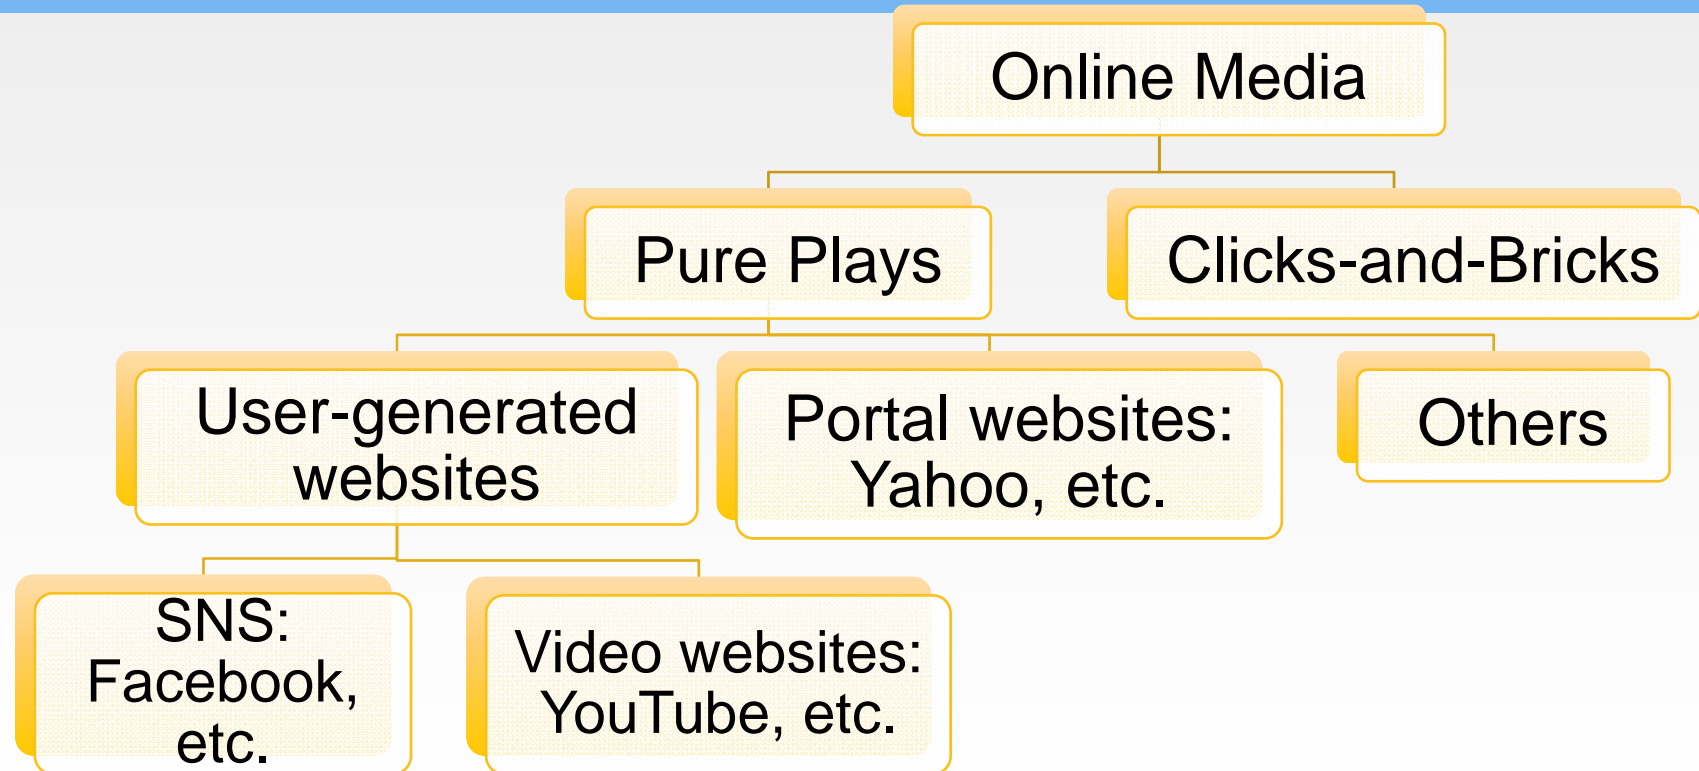 Online Media
Pure Plays
Clicks-and-Bricks
User-generated
websites
Portal websites:
Yahoo, etc.
Others
SNS:
Facebook,
etc.
Video websites:
YouTube, etc.